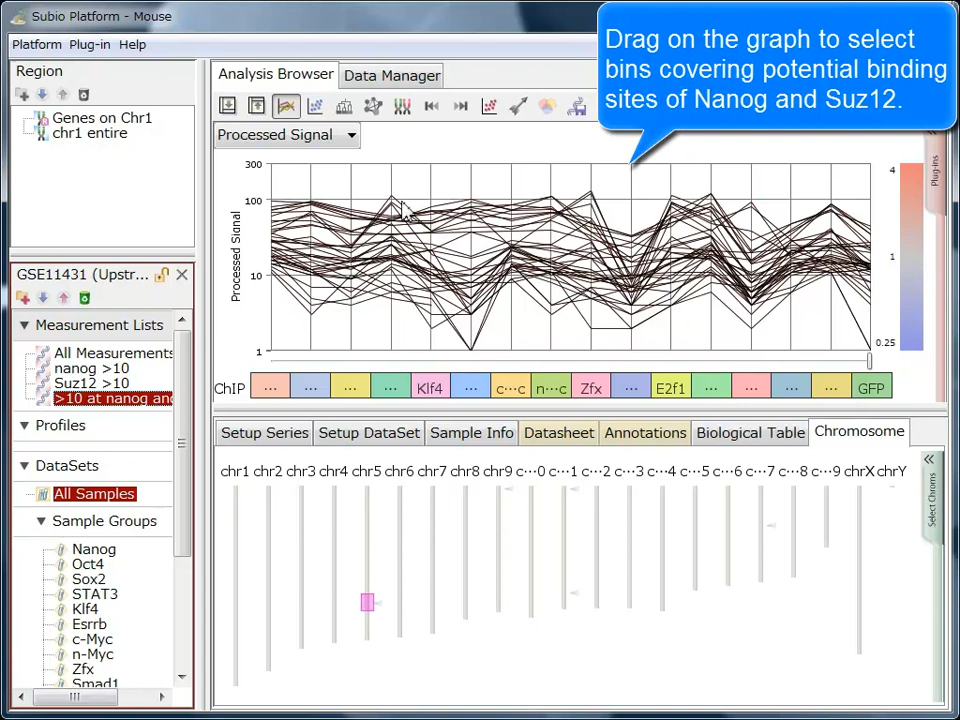 Subio Platform - Mouse
Drag on the graph to select
bins covering potential binding
sites of Nanog and Suz12.
Platform Plug-in Help
Region
Genes on Chr1
chr1 entire
Analysis Browser Data Manager
Processed Signal
Plug-ins
Processed Signal
300
100
10
1
4
1
0.25
ChIP ... ... ... ... Klf4 ... c...c n...c Zfx ... E2f1 ... ... ... ... GFP
GSE11431 (Upstr...
Measurement Lists
All Measurements
nanog >10
Suz12 >10
>10 at nanog and
Profiles
DataSets
All Samples
Sample Groups
Nanog
Oct4
Sox2
STAT3
Klf4
Esrrb
c-Myc
n-Myc
Zfx
Smad1
Setup Series Setup DataSet Sample Info Datasheet Annotations Biological Table Chromosome
chr1 chr2 chr3 chr4 chr5 chr6 chr7 chr8 chr9 c...0 c...1 c...2 c...3 c...4 c...5 c...6 c...7 c...8 c...9 chrX chrY
Select Chroms